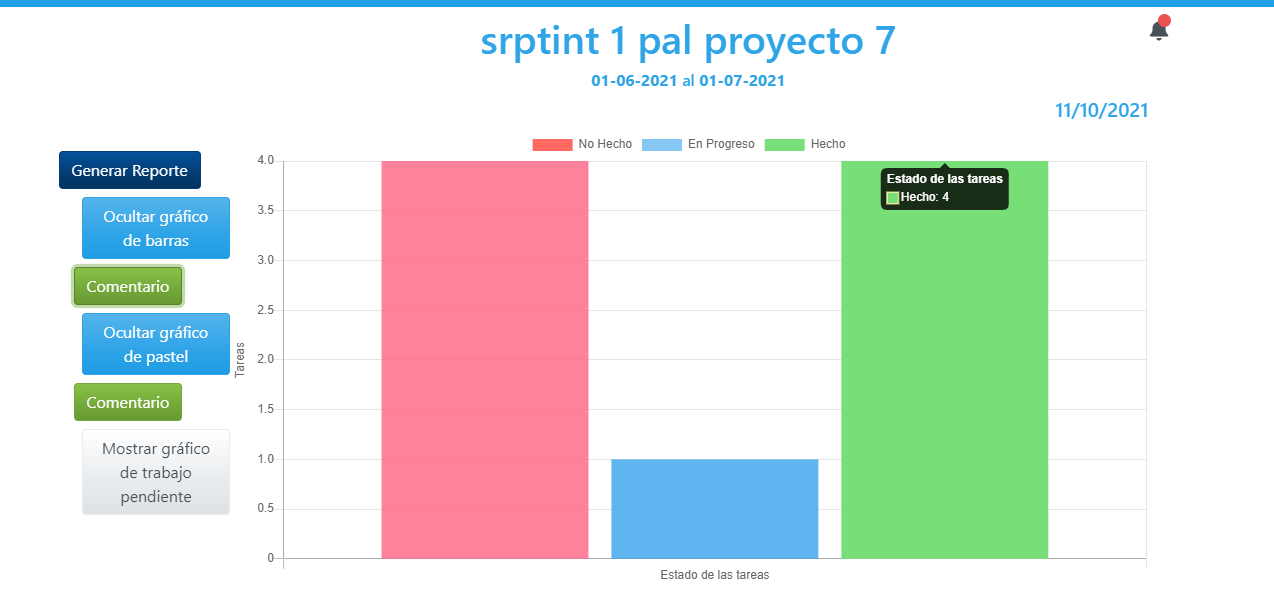 srptint 1 pal proyecto 7
01-06-2021 al 01-07-2021
11/10/2021
Generar Reporte
Ocultar gráfico
de barras
Comentario
Ocultar gráfico
de pastel
Comentario
Mostrar gráfico
de trabajo
pendiente
No Hecho En Progreso Hecho
4.0
3.5
3.0
2.5
2.0
1.5
1.0
0.5
0
Tareas
Estado de las tareas
Hecho: 4
Estado de las tareas